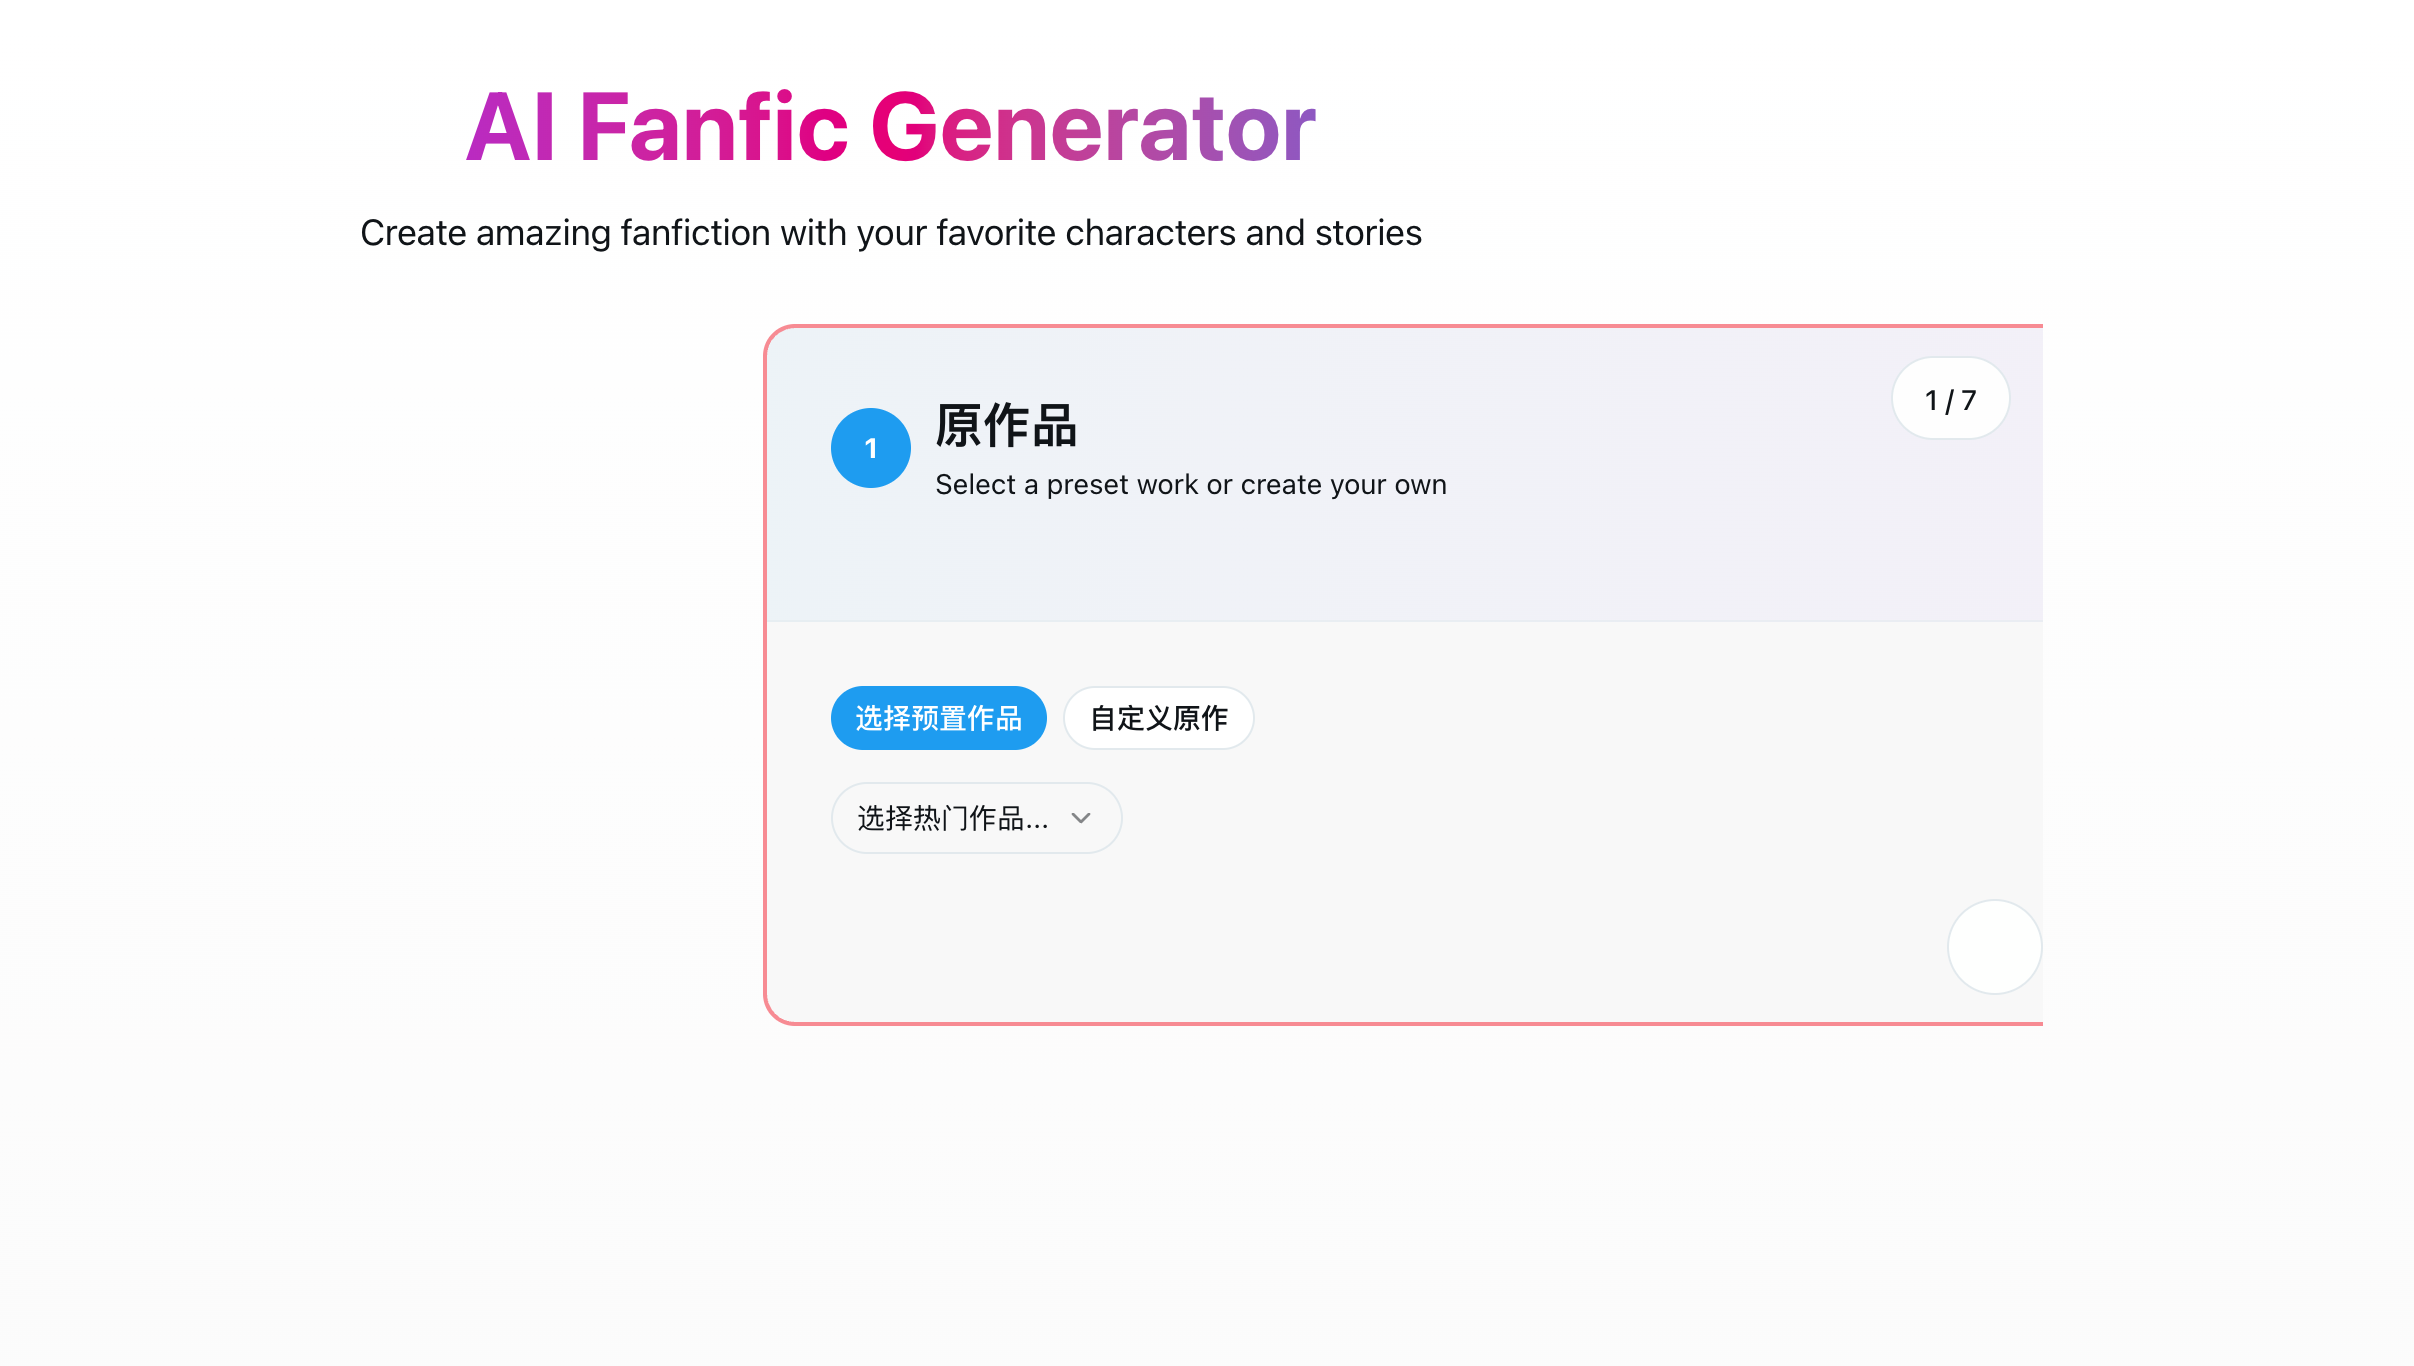 AI Fanfic Generator
Create amazing fanfiction with your favorite characters and stories
1 / 7
1
原作品
Select a preset work or create your own
选择预置作品
自定义原作
选择热门作品...